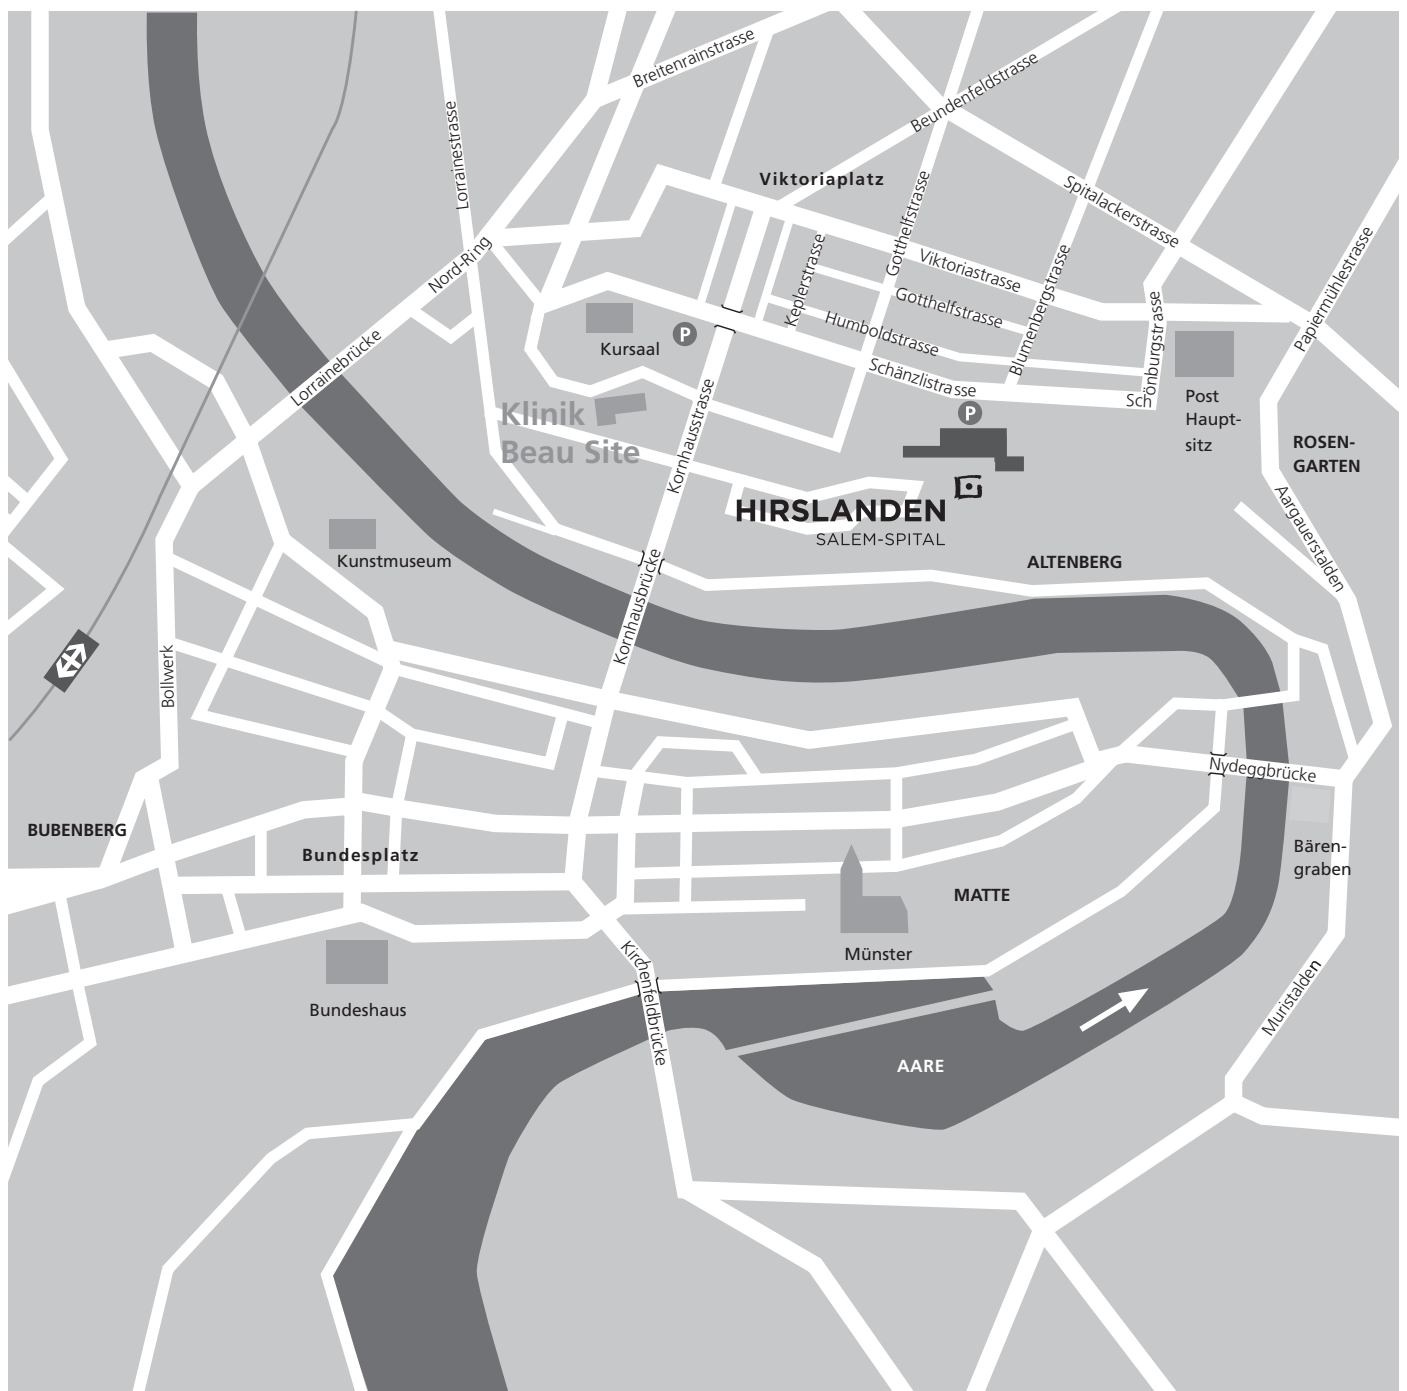 Breitenrainstrasse
Beundenfeldstrasse
Lorrainestrasse
Viktoriaplatz
Spitalackerstrasse
Gotthelfstrasse
Nord-Ring
Keplerstrasse
Viktoriastrasse
Blumenbergstrasse
Papiermühlestrasse
Gotthelfstrasse
Humboldstrasse
Schönburgstrasse
Lorrainebrücke
Kursaal
P
Schänzlistrasse
P
Post
Haupt-
sitz
Klinik
Beau Site
Kornhausstrasse
ROSEN-
GARTEN
HIRSLANDEN
SALEM-SPITAL
Aargauerstalden
Kunstmuseum
ALTENBERG
Kornhausbrücke
Bollwerk
Nydeggbrücke
BUBENBERG
Bundesplatz
Bären-
graben
MATTE
Münster
Kirchenfeldbrücke
Bundeshaus
Muristalden
AARE